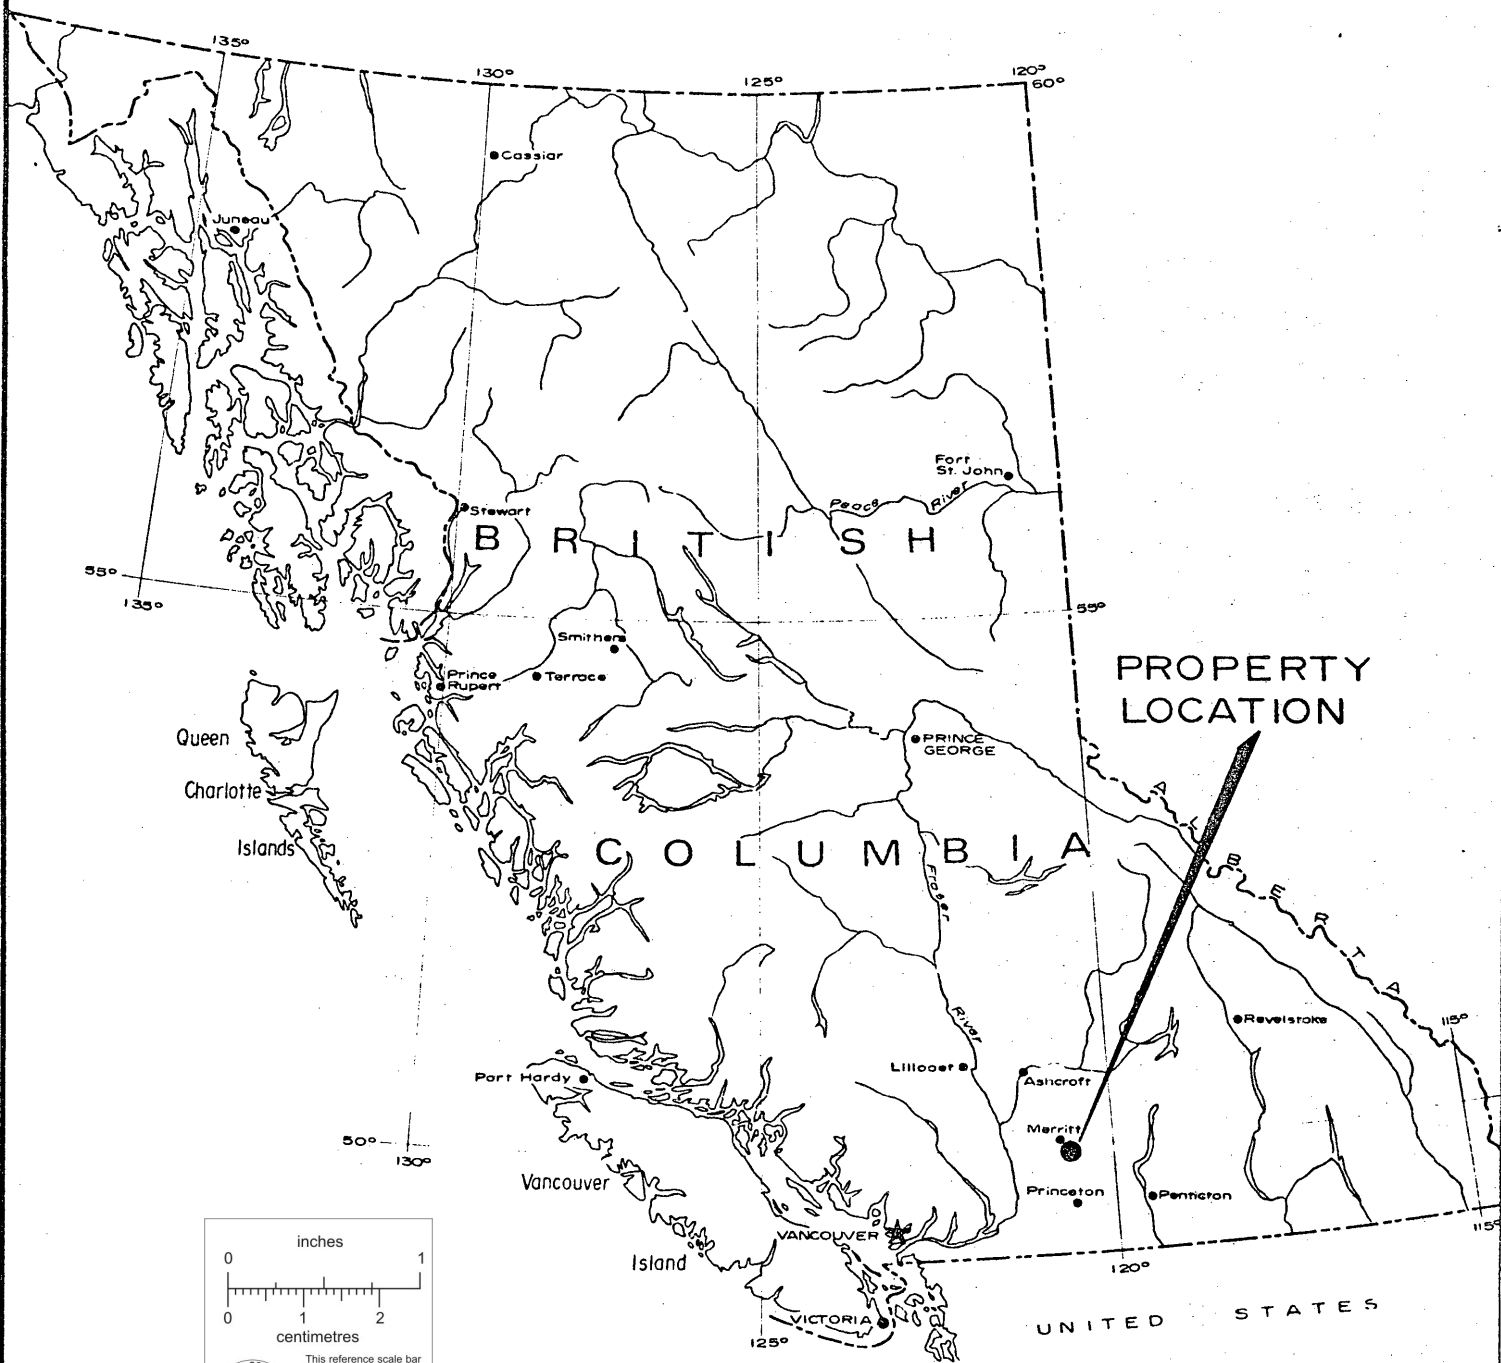 135°
130°
125°
120°
60°
Cassiar
Juneau
Fort
St. John
Peace River
Stewart
BRITISH
55°
135°
55°
Smithers
Prince
Rupert
Terrace
PROPERTY
LOCATION
Queen
Charlotte
Islands
PRINCE
GEORGE
ALBERTA
COLUMBIA
Fraser
River
Revelstoke
115°
Port Hardy
Lillooet
Ashcroft
50°
130°
Merritt
Vancouver
Island
Princeton
Penticton
VANCOUVER
115°
120°
inches
0 1
0 1 2
centimetres
This reference scale bar
VICTORIA
125°
UNITED STATES